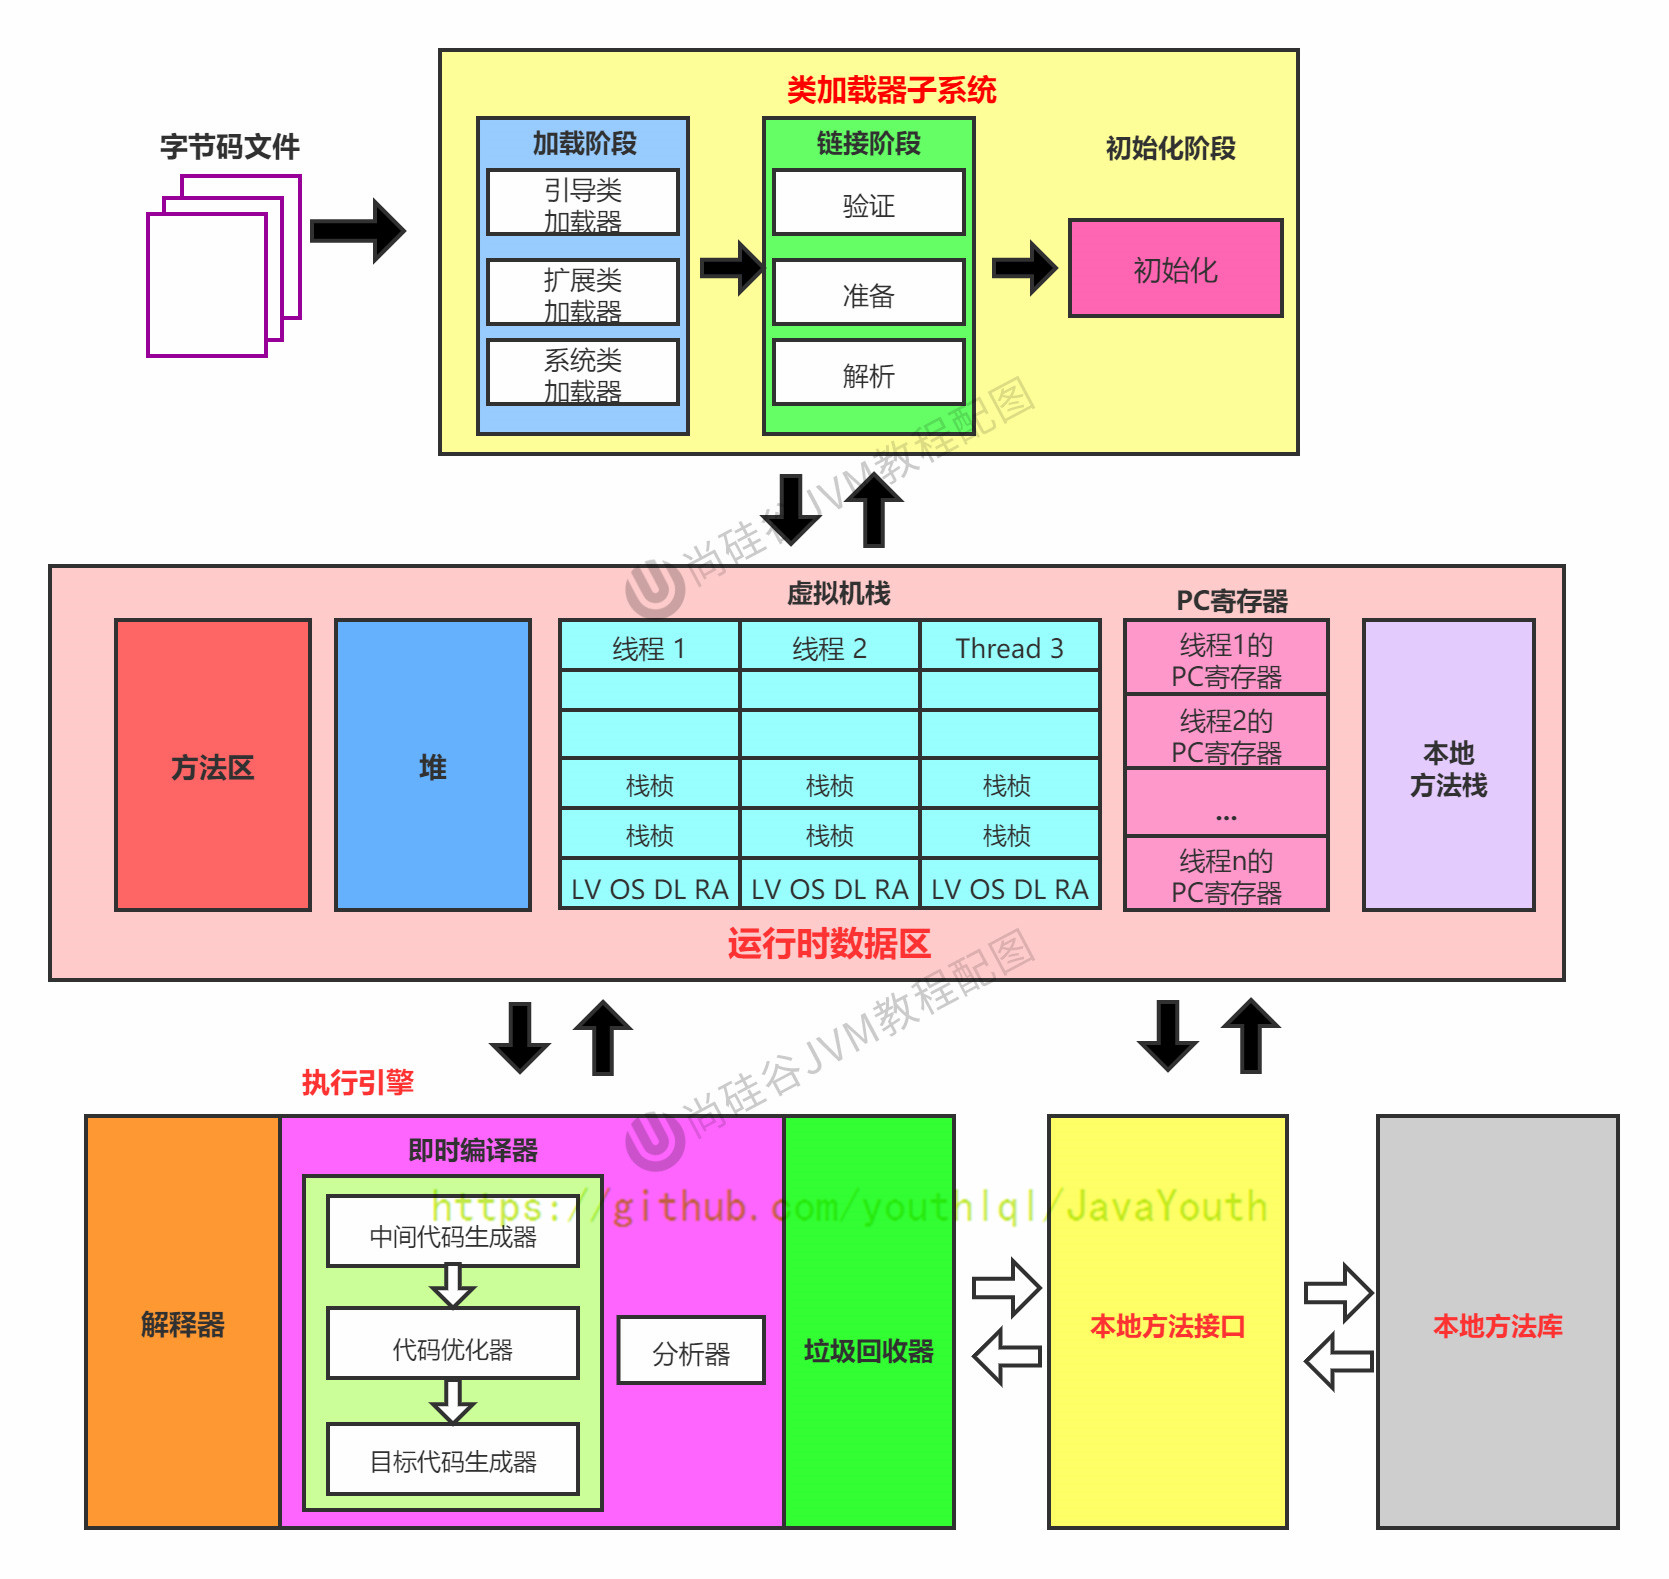 类加载器子系统
字节码文件
加载阶段
引导类
加载器
扩展类
加载器
系统类
加载器
链接阶段
验证
准备
解析
初始化阶段
初始化
尚硅谷JVM教程配图
虚拟机栈
PC寄存器
方法区
堆
线程 1
线程 2
Thread 3
栈桢
栈桢
栈桢
栈桢
栈桢
栈桢
LV OS DL RA
LV OS DL RA
LV OS DL RA
线程1的
PC寄存器
线程2的
PC寄存器
...
线程n的
PC寄存器
本地
方法栈
运行时数据区
尚硅谷JVM教程配图
执行引擎
解释器
即时编译器
https://github.com/youthlql/JavaYouth
中间代码生成器
代码优化器
目标代码生成器
分析器
垃圾回收器
本地方法接口
本地方法库